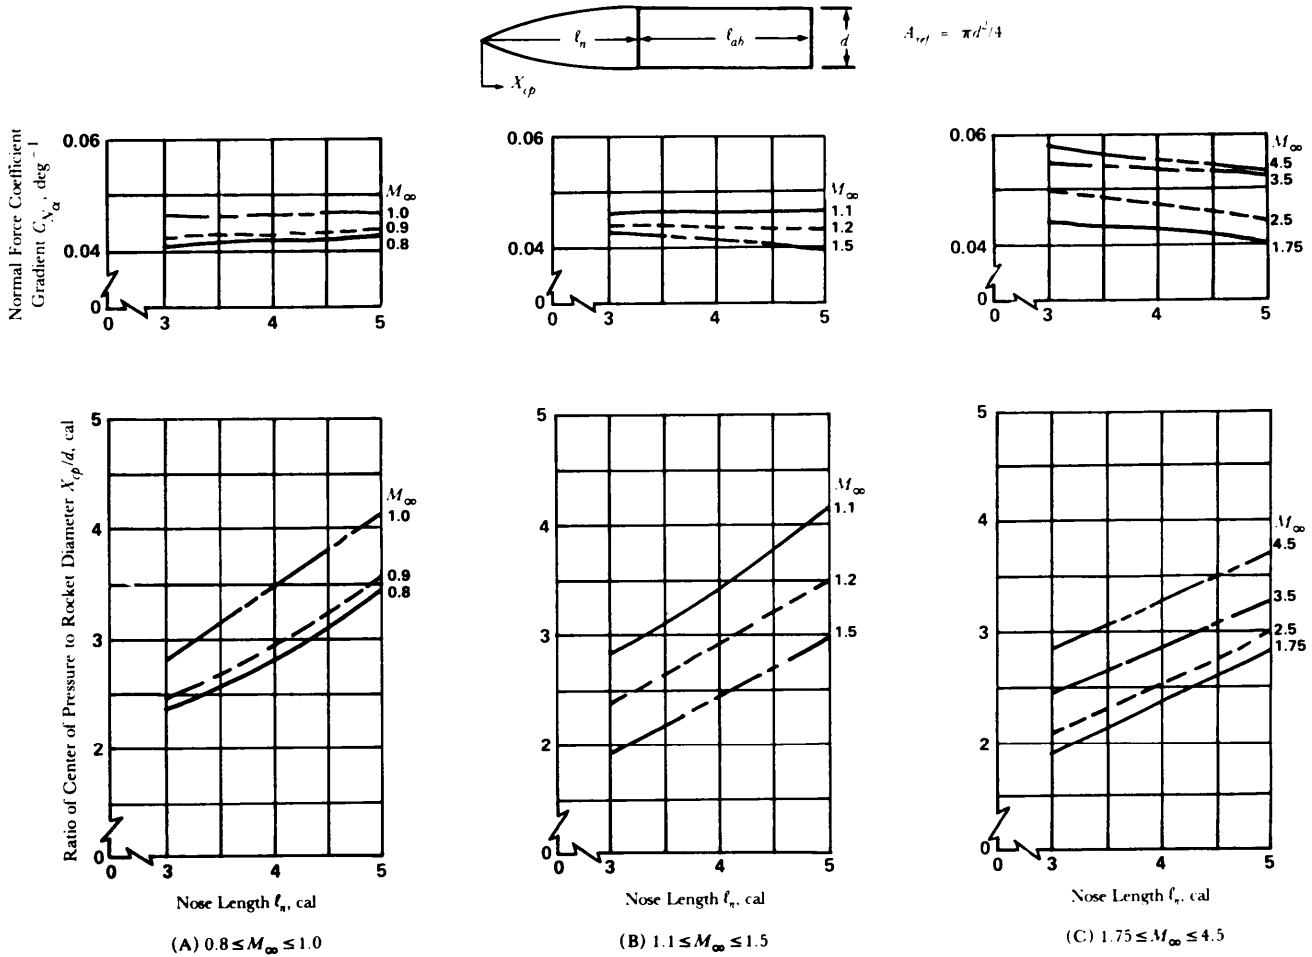 ℓₙ
ℓ_ab
d
X_cp
A_ref = πd²/4
Normal Force Coefficient
Gradient C_Nα, deg⁻¹
0.06
0.04
0
0 3 4 5
M∞
1.0
0.9
0.8
0.06
0.04
0
0 3 4 5
M∞
1.1
1.2
1.5
0.06
0.04
0
0 3 4 5
M∞
4.5
3.5
2.5
1.75
Ratio of Center of Pressure to Rocket Diameter X_cp/d, cal
5
4
3
2
0
0 3 4 5
M∞
1.0
0.9
0.8
Nose Length ℓₙ, cal
(A) 0.8 ≤ M∞ ≤ 1.0
5
4
3
2
0
0 3 4 5
M∞
1.1
1.2
1.5
Nose Length ℓₙ, cal
(B) 1.1 ≤ M∞ ≤ 1.5
5
4
3
2
0
0 3 4 5
M∞
4.5
3.5
2.5
1.75
Nose Length ℓₙ, cal
(C) 1.75 ≤ M∞ ≤ 4.5